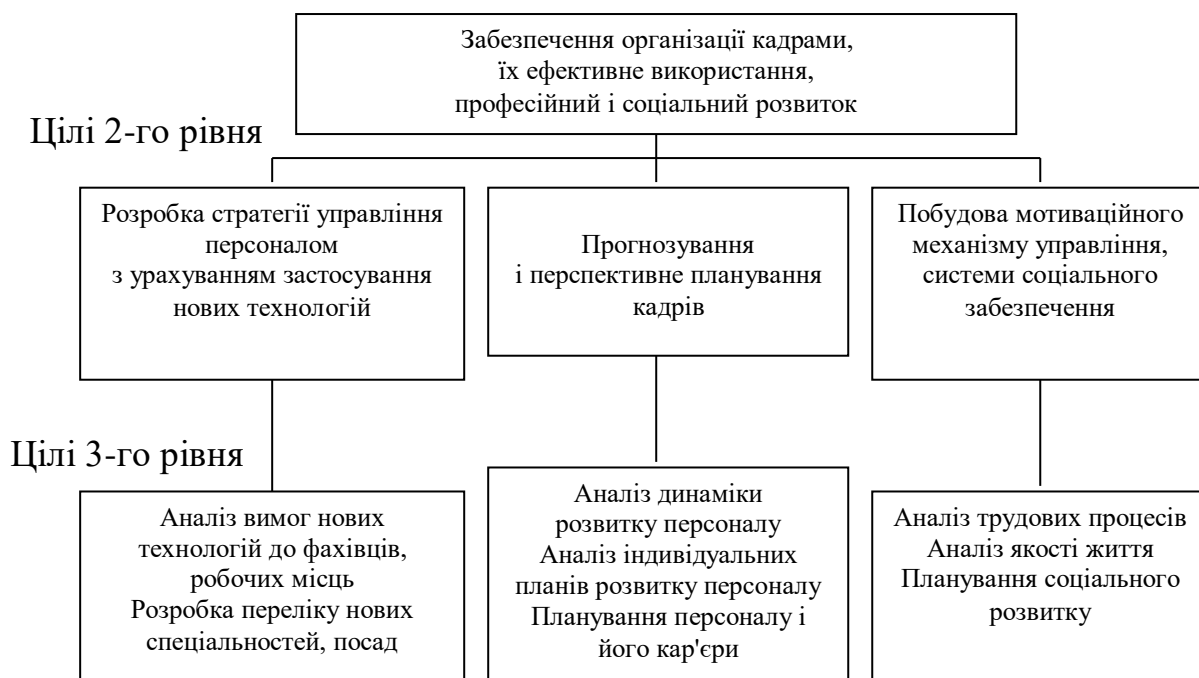 Забезпечення організації кадрами,
їх ефективне використання,
професійний і соціальний розвиток
Цілі 2-го рівня
Розробка стратегії управління
персоналом
з урахуванням застосування
нових технологій
Прогнозування
і перспективне планування
кадрів
Побудова мотиваційного
механізму управління,
системи соціального
забезпечення
Цілі 3-го рівня
Аналіз вимог нових
технологій до фахівців,
робочих місць
Розробка переліку нових
спеціальностей, посад
Аналіз динаміки
розвитку персоналу
Аналіз індивідуальних
планів розвитку персоналу
Планування персоналу і
його кар'єри
Аналіз трудових процесів
Аналіз якості життя
Планування соціального
розвитку